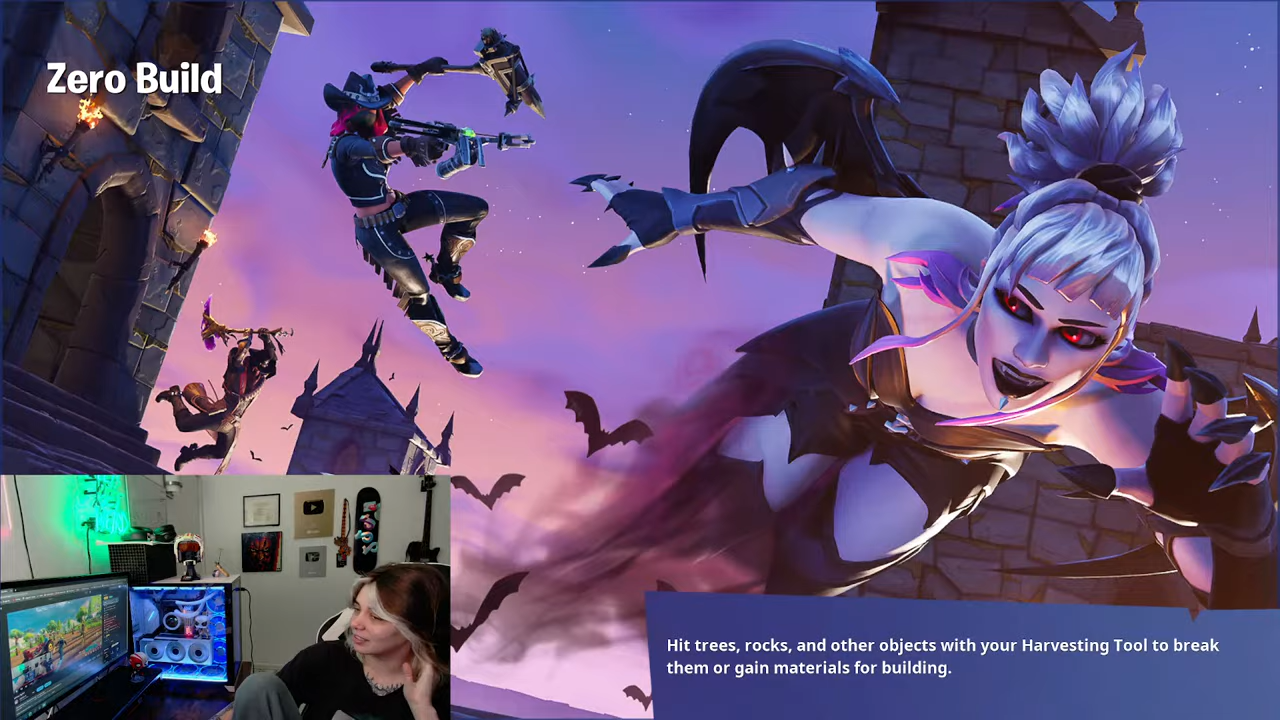 Zero Build
Hit trees, rocks, and other objects with your Harvesting Tool to break
them or gain materials for building.